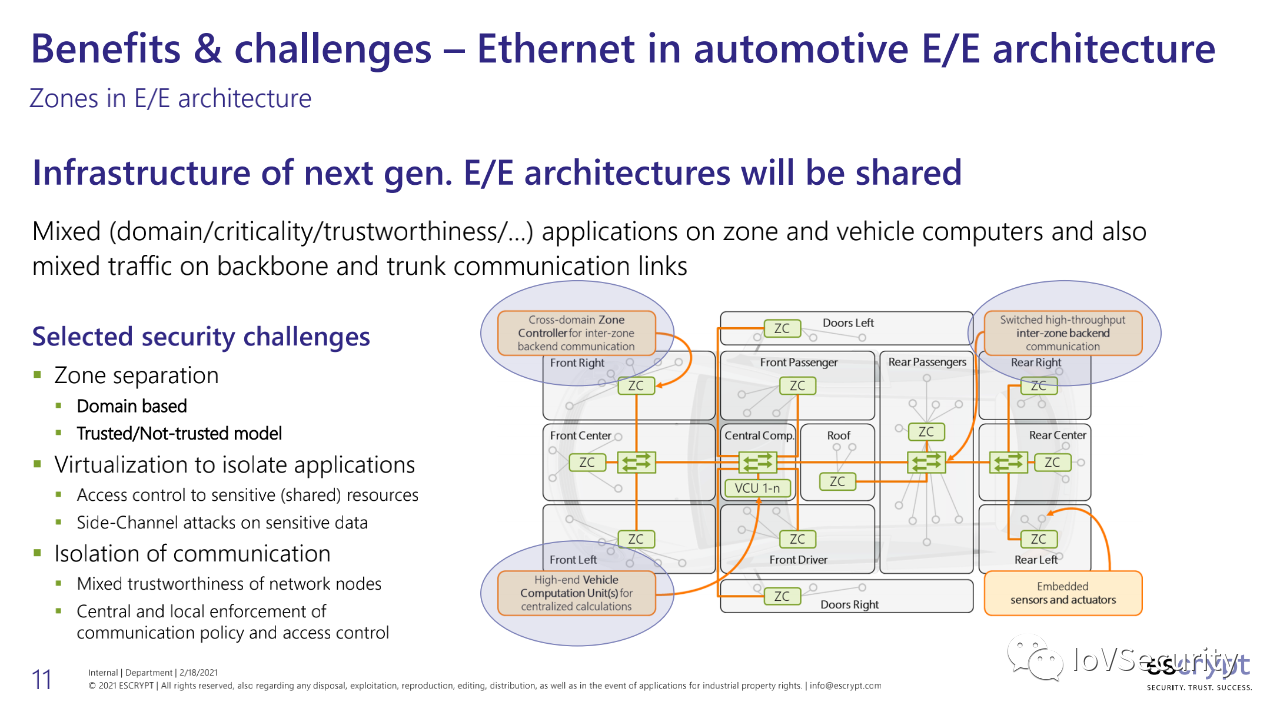 Benefits & challenges – Ethernet in automotive E/E architecture
Zones in E/E architecture
Infrastructure of next gen. E/E architectures will be shared
Mixed (domain/criticality/trustworthiness/...) applications on zone and vehicle computers and also
mixed traffic on backbone and trunk communication links
Selected security challenges
Zone separation
Domain based
Trusted/Not-trusted model
Virtualization to isolate applications
Access control to sensitive (shared) resources
Side-Channel attacks on sensitive data
Isolation of communication
Mixed trustworthiness of network nodes
Central and local enforcement of
communication policy and access control
Cross-domain Zone
Controller for inter-zone
backend communication
ZC
Doors Left
Switched high-throughput
inter-zone backend
communication
Front Right
ZC
Front Passenger
ZC
Rear Passengers
ZC
Rear Right
ZC
Front Center
ZC
Central Comp.
VCU 1-n
Roof
ZC
Rear Center
ZC
ZC
Front Left
ZC
Front Driver
ZC
Rear Left
High-end Vehicle
Computation Unit(s) for
centralized calculations
ZC
Doors Right
Embedded
sensors and actuators
11
Internal | Department | 2/18/2021
© 2021 ESCRYPT | All rights reserved, also regarding any disposal, exploitation, reproduction, editing, distribution, as well as in the event of applications for industrial property rights. | info@escrypt.com
IoVSecurity
escrypt
SECURITY. TRUST. SUCCESS.